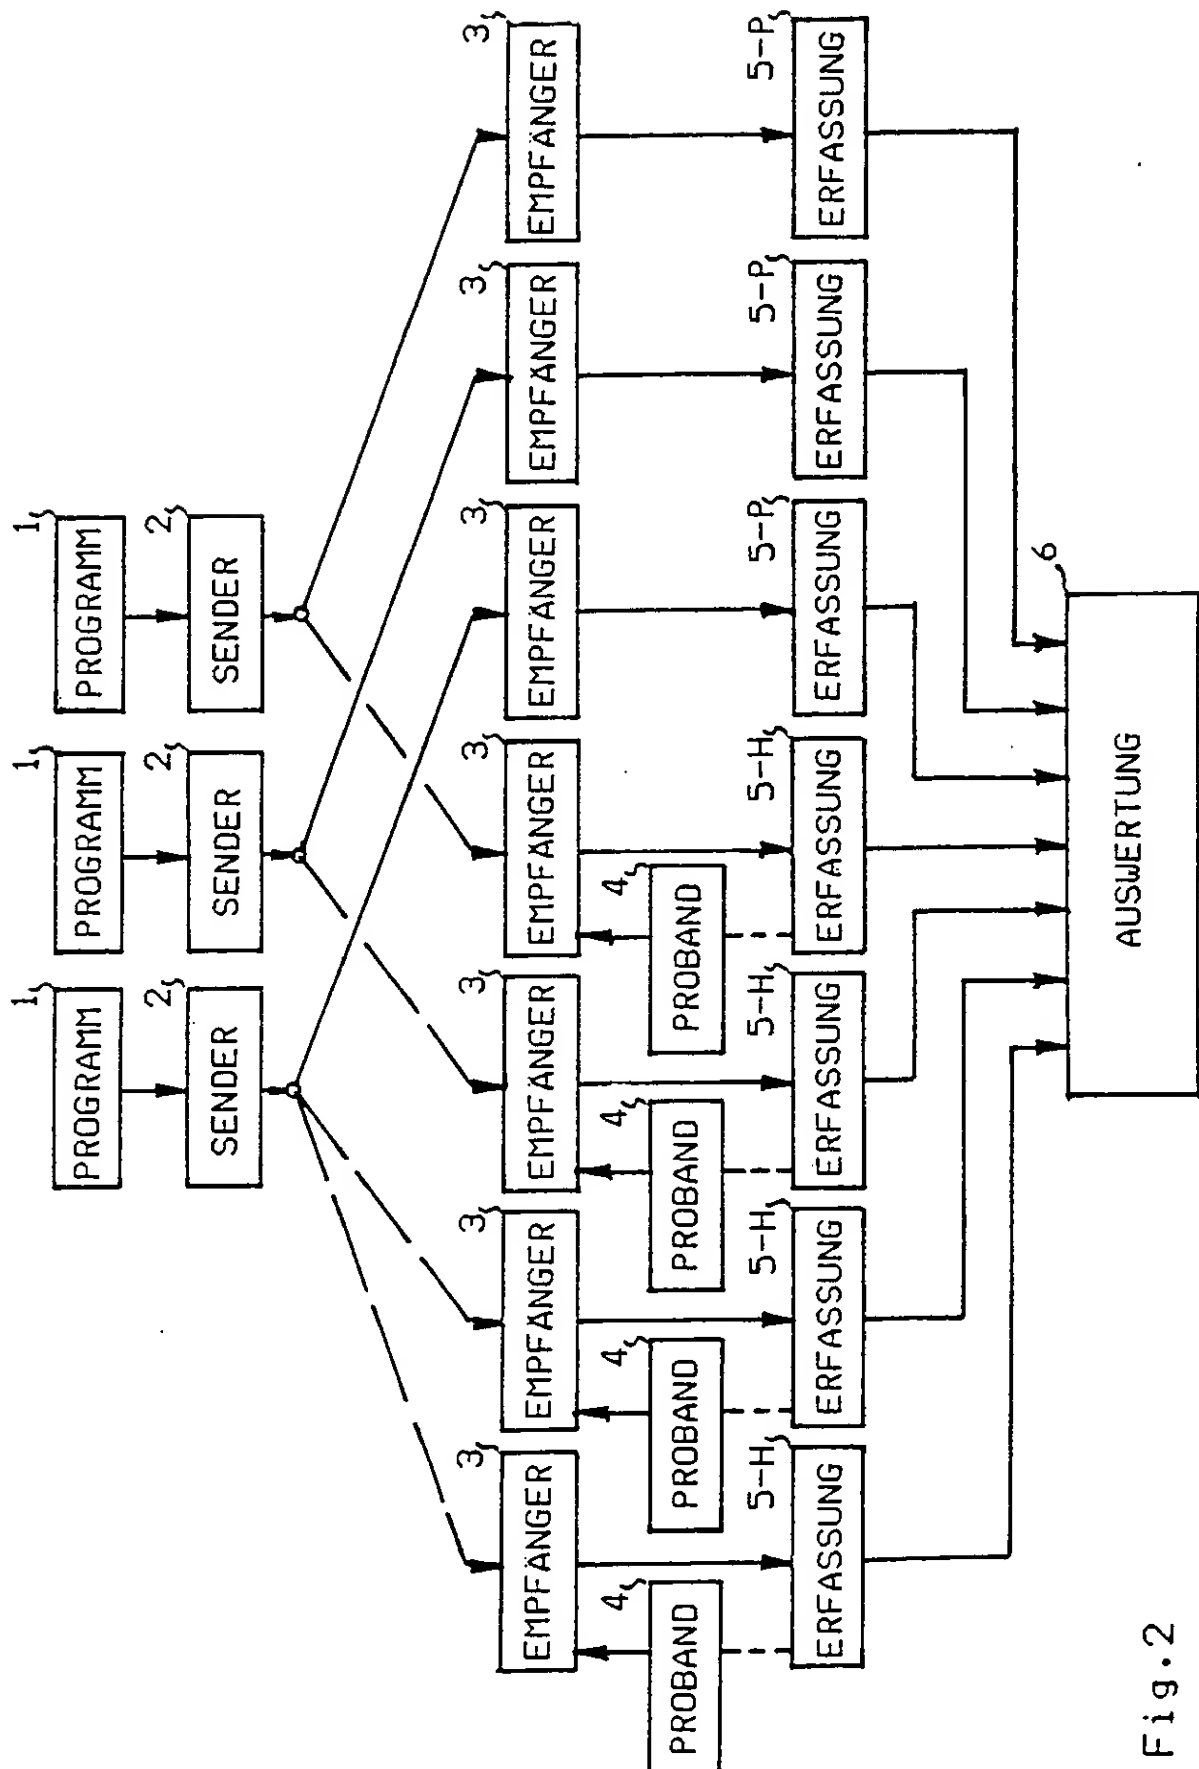 1 1 1
PROGRAMM PROGRAMM PROGRAMM
2 2 2
SENDER SENDER SENDER
3 3 3 3 3 3 3
EMPFÄNGER EMPFÄNGER EMPFÄNGER EMPFÄNGER EMPFÄNGER EMPFÄNGER EMPFÄNGER
4 4 4 4
PROBAND PROBAND PROBAND PROBAND
5-H 5-H 5-H 5-H 5-P 5-P 5-P
ERFASSUNG ERFASSUNG ERFASSUNG ERFASSUNG ERFASSUNG ERFASSUNG ERFASSUNG
6
AUSWERTUNG
Fig.2